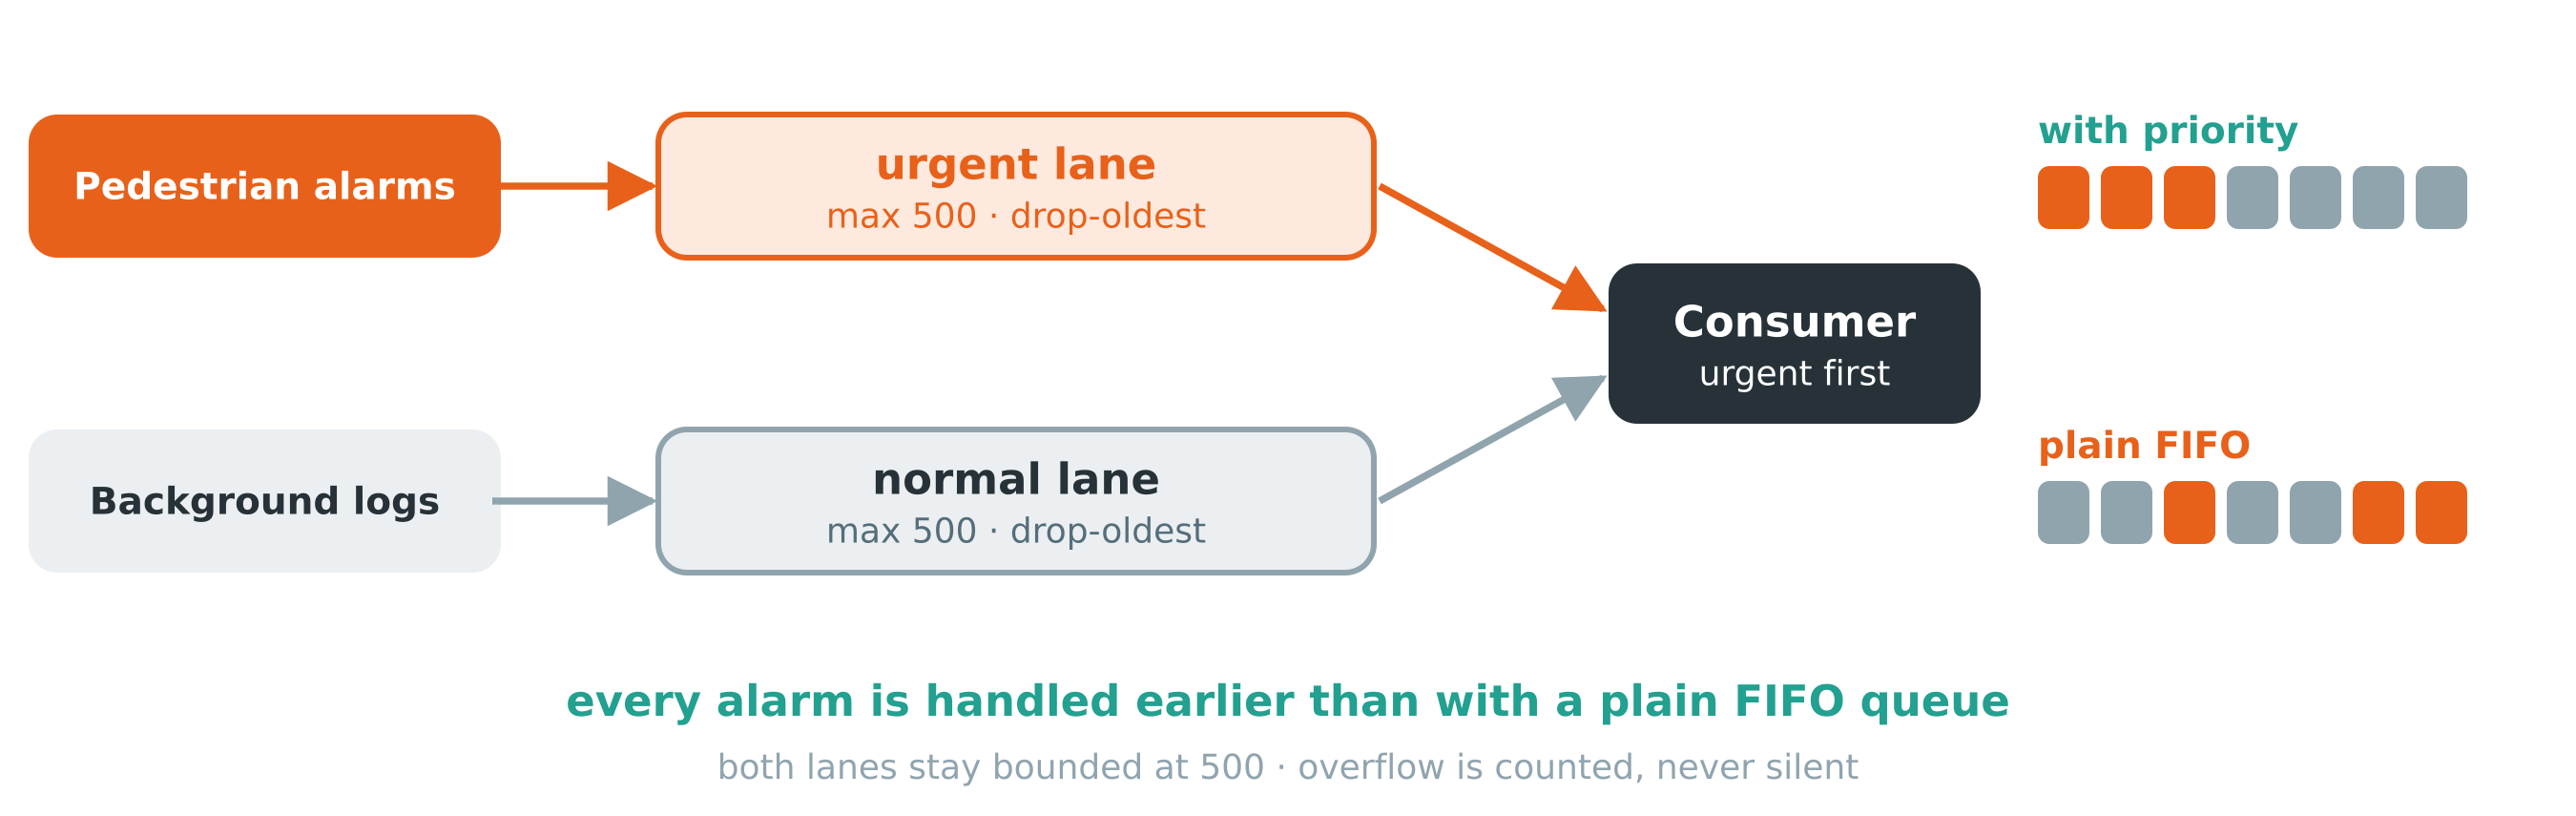 Pedestrian alarms
urgent lane
max 500 · drop-oldest
with priority
Consumer
urgent first
Background logs
normal lane
max 500 · drop-oldest
plain FIFO
every alarm is handled earlier than with a plain FIFO queue
both lanes stay bounded at 500 · overflow is counted, never silent